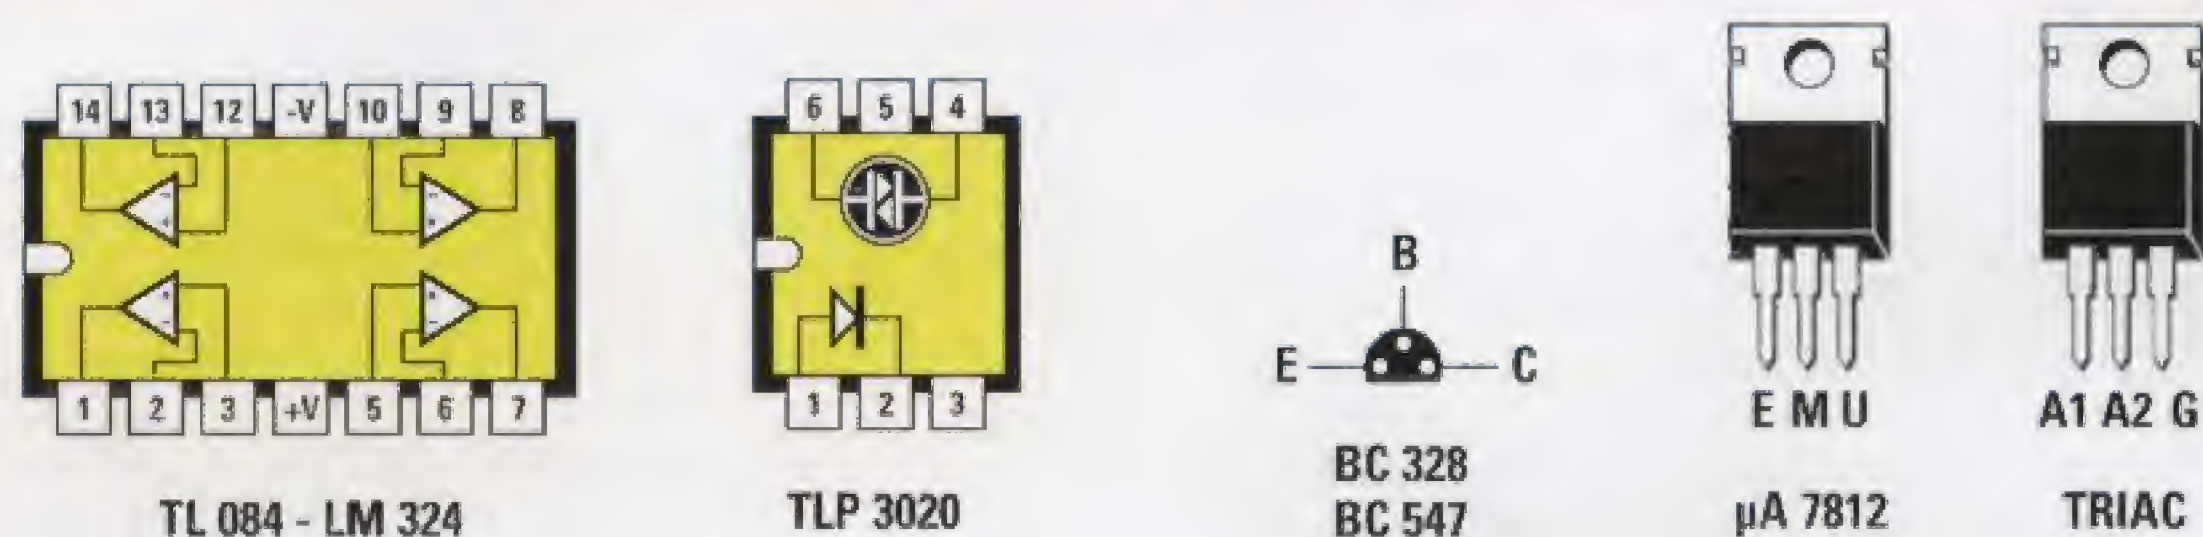 14 13 12 -V 10 9 8
1 2 3 +V 5 6 7
TL 084 - LM 324
6 5 4
1 2 3
TLP 3020
B
E C
BC 328
BC 547
E M U
µA 7812
A1 A2 G
TRIAC